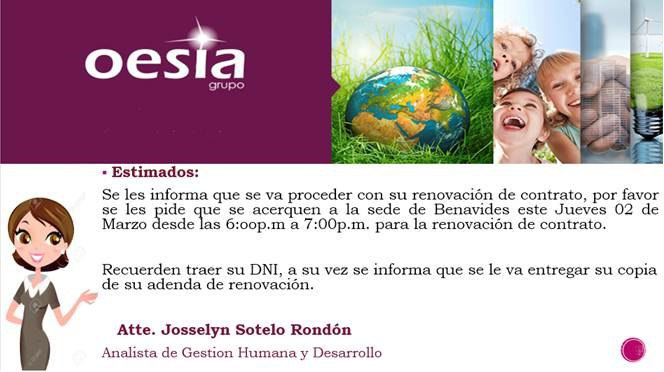 oesia
grupo
Estimados:
Se les informa que se va proceder con su renovación de contrato, por favor
se les pide que se acerquen a la sede de Benavides este Jueves 02 de
Marzo desde las 6:oop.m a 7:00p.m. para la renovación de contrato.
Recuerden traer su DNI, a su vez se informa que se le va entregar su copia
de su adenda de renovación.
Atte. Josselyn Sotelo Rondón
Analista de Gestion Humana y Desarrollo